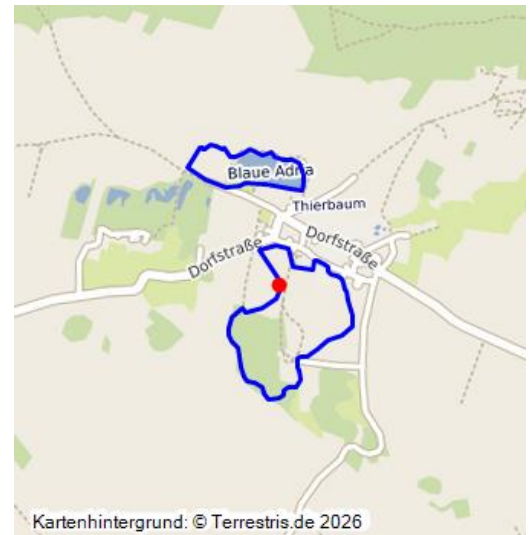 Blaue Adria
Thierbaum
Dorfstraße
Dorfstraße
Kartenhintergrund: © Terrestris.de 2026